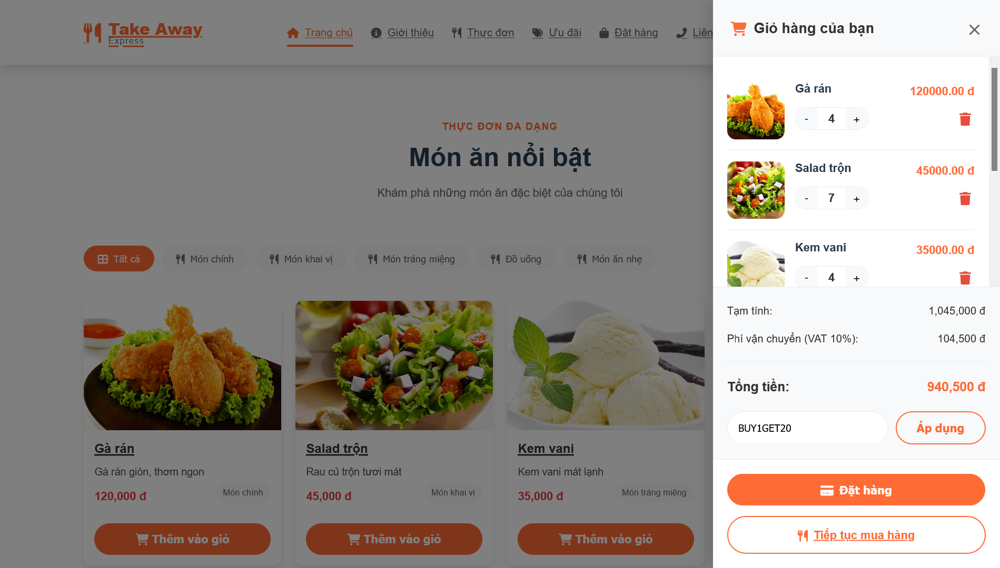 Take Away
Express
Trang chủ
Giới thiệu
Thực đơn
Ưu đãi
Đặt hàng
Liên
THỰC ĐƠN ĐA DẠNG
Món ăn nổi bật
Khám phá những món ăn đặc biệt của chúng tôi
Tất cả
Món chính
Món khai vị
Món tráng miệng
Đồ uống
Món ăn nhẹ
Gà rán
Gà rán giòn, thơm ngon
120,000 đ
Món chính
Thêm vào giỏ
Salad trộn
Rau củ trộn tươi mát
45,000 đ
Món khai vị
Thêm vào giỏ
Kem vani
Kem vani mát lạnh
35,000 đ
Món tráng miệng
Thêm vào giỏ
Giỏ hàng của bạn
Gà rán
120000.00 đ
- 4 +
Salad trộn
45000.00 đ
- 7 +
Kem vani
35000.00 đ
- 4 +
Tạm tính: 1,045,000 đ
Phí vận chuyển (VAT 10%): 104,500 đ
Tổng tiền: 940,500 đ
BUY1GET20
Áp dụng
Đặt hàng
Tiếp tục mua hàng